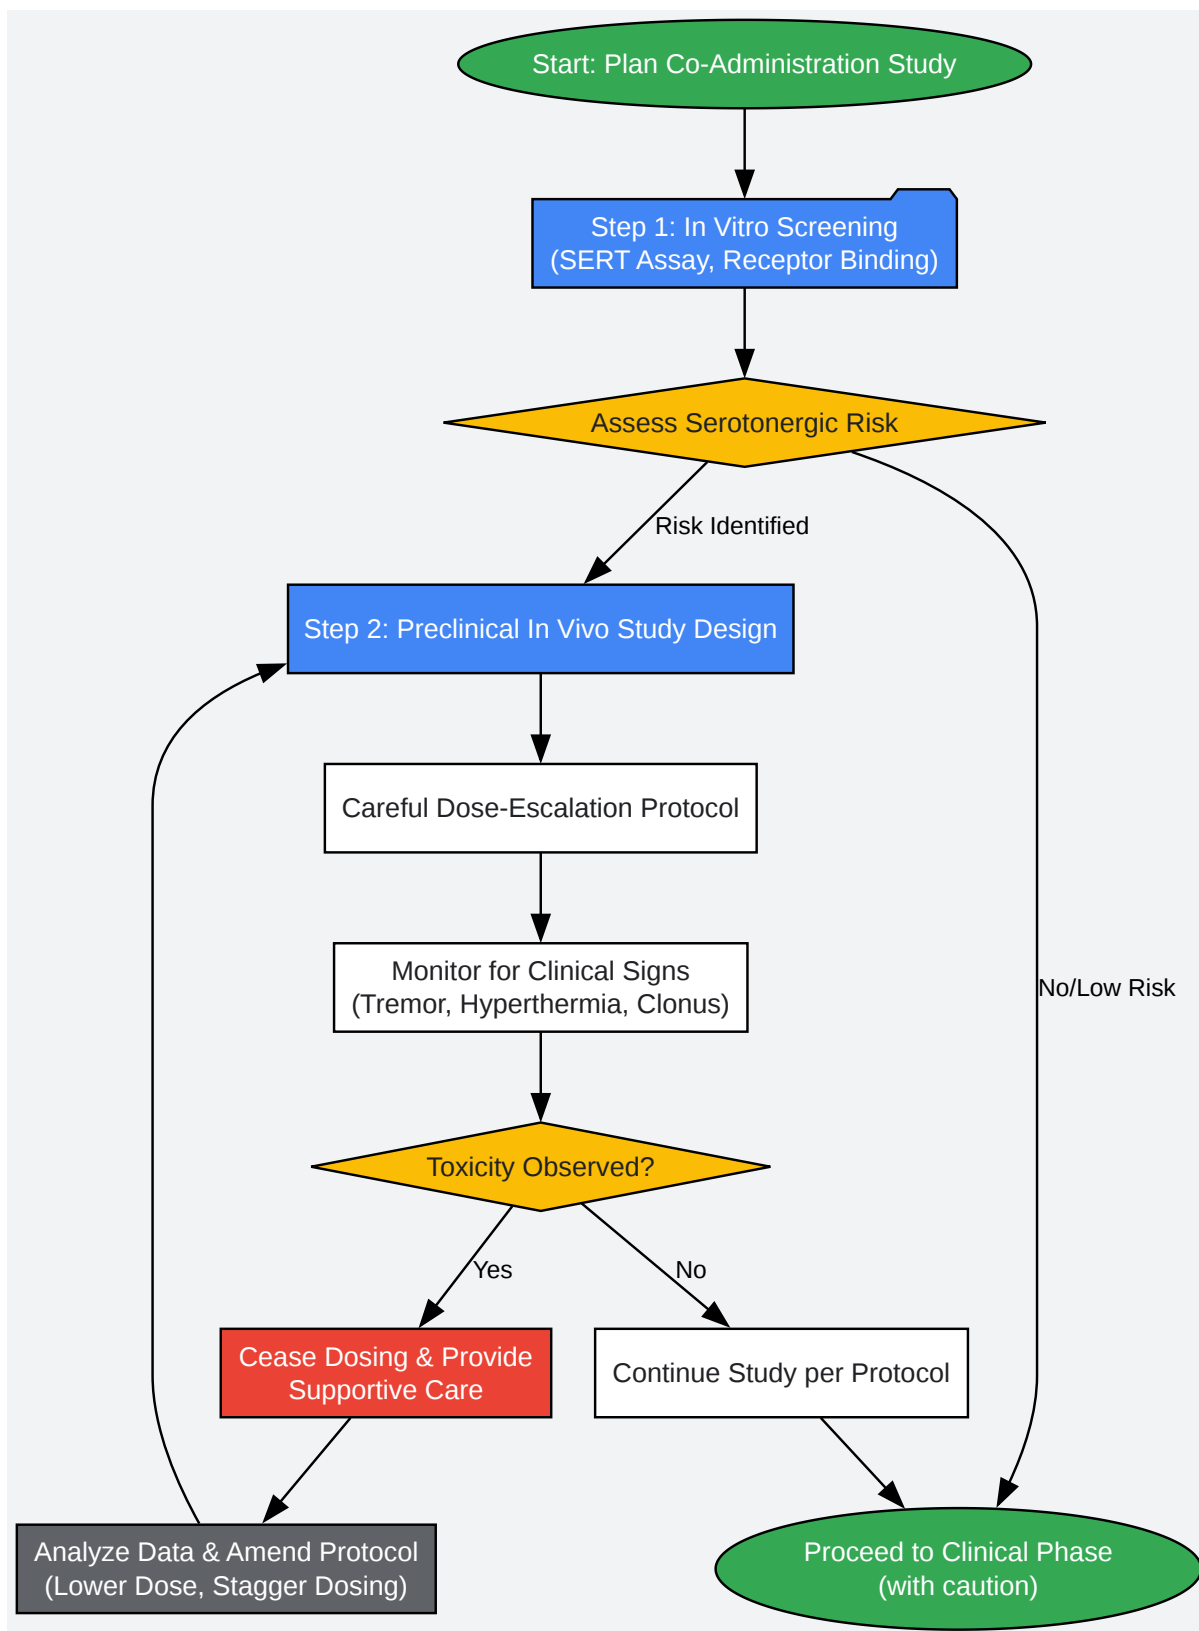 Start: Plan Co-Administration Study
Step 1: In Vitro Screening
(SERT Assay, Receptor Binding)
Assess Serotonergic Risk
Risk Identified
Step 2: Preclinical In Vivo Study Design
Careful Dose-Escalation Protocol
Monitor for Clinical Signs
(Tremor, Hyperthermia, Clonus)
No/Low Risk
Toxicity Observed?
Yes
No
Cease Dosing & Provide
Supportive Care
Continue Study per Protocol
Analyze Data & Amend Protocol
(Lower Dose, Stagger Dosing)
Proceed to Clinical Phase
(with caution)